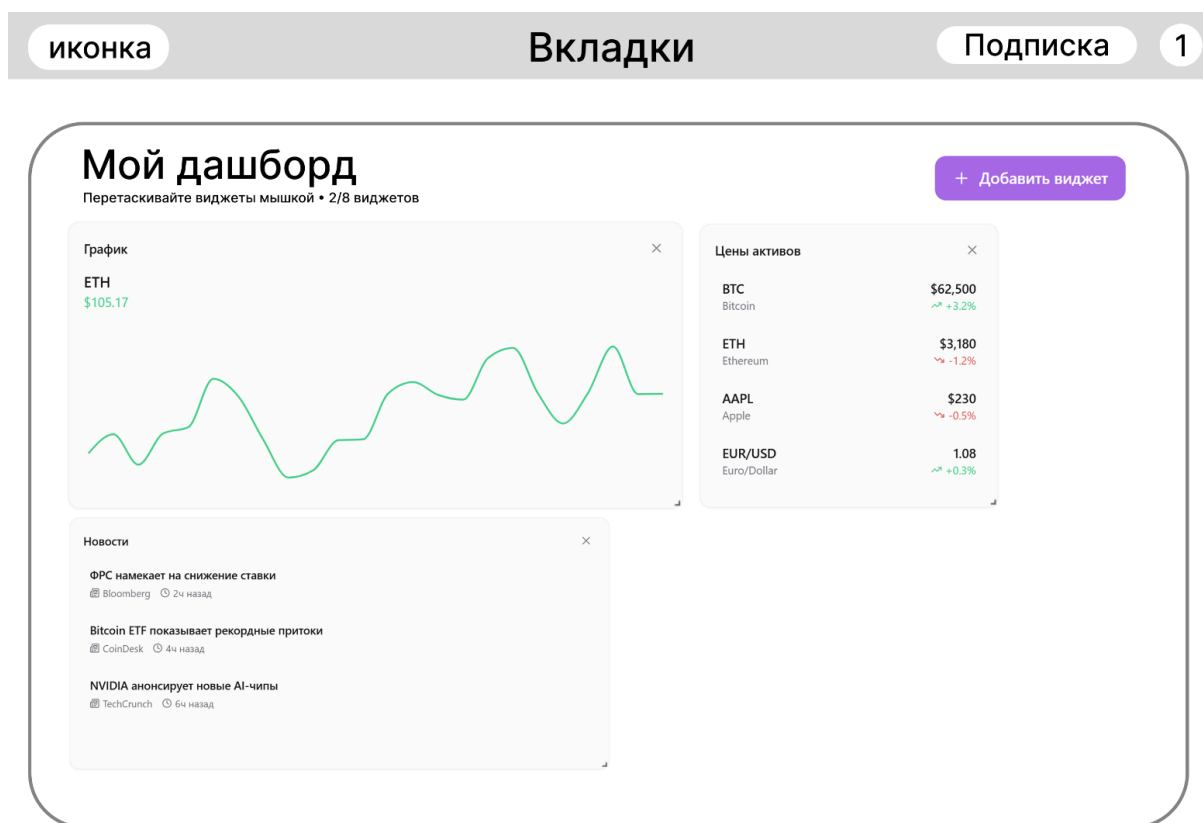 иконка
Вкладки
Подписка
1
Мой дашборд
Перетаскивайте виджеты мышкой • 2/8 виджетов
+ Добавить виджет
График
ETH
$105.17
Цены активов
BTC
$62,500
Bitcoin
+3.2%
ETH
$3,180
Ethereum
-1.2%
AAPL
$230
Apple
-0.5%
EUR/USD
1.08
Euro/Dollar
+0.3%
Новости
ФРС намекает на снижение ставки
Bloomberg 2ч назад
Bitcoin ETF показывает рекордные притоки
CoinDesk 4ч назад
NVIDIA анонсирует новые AI-чипы
TechCrunch 6ч назад